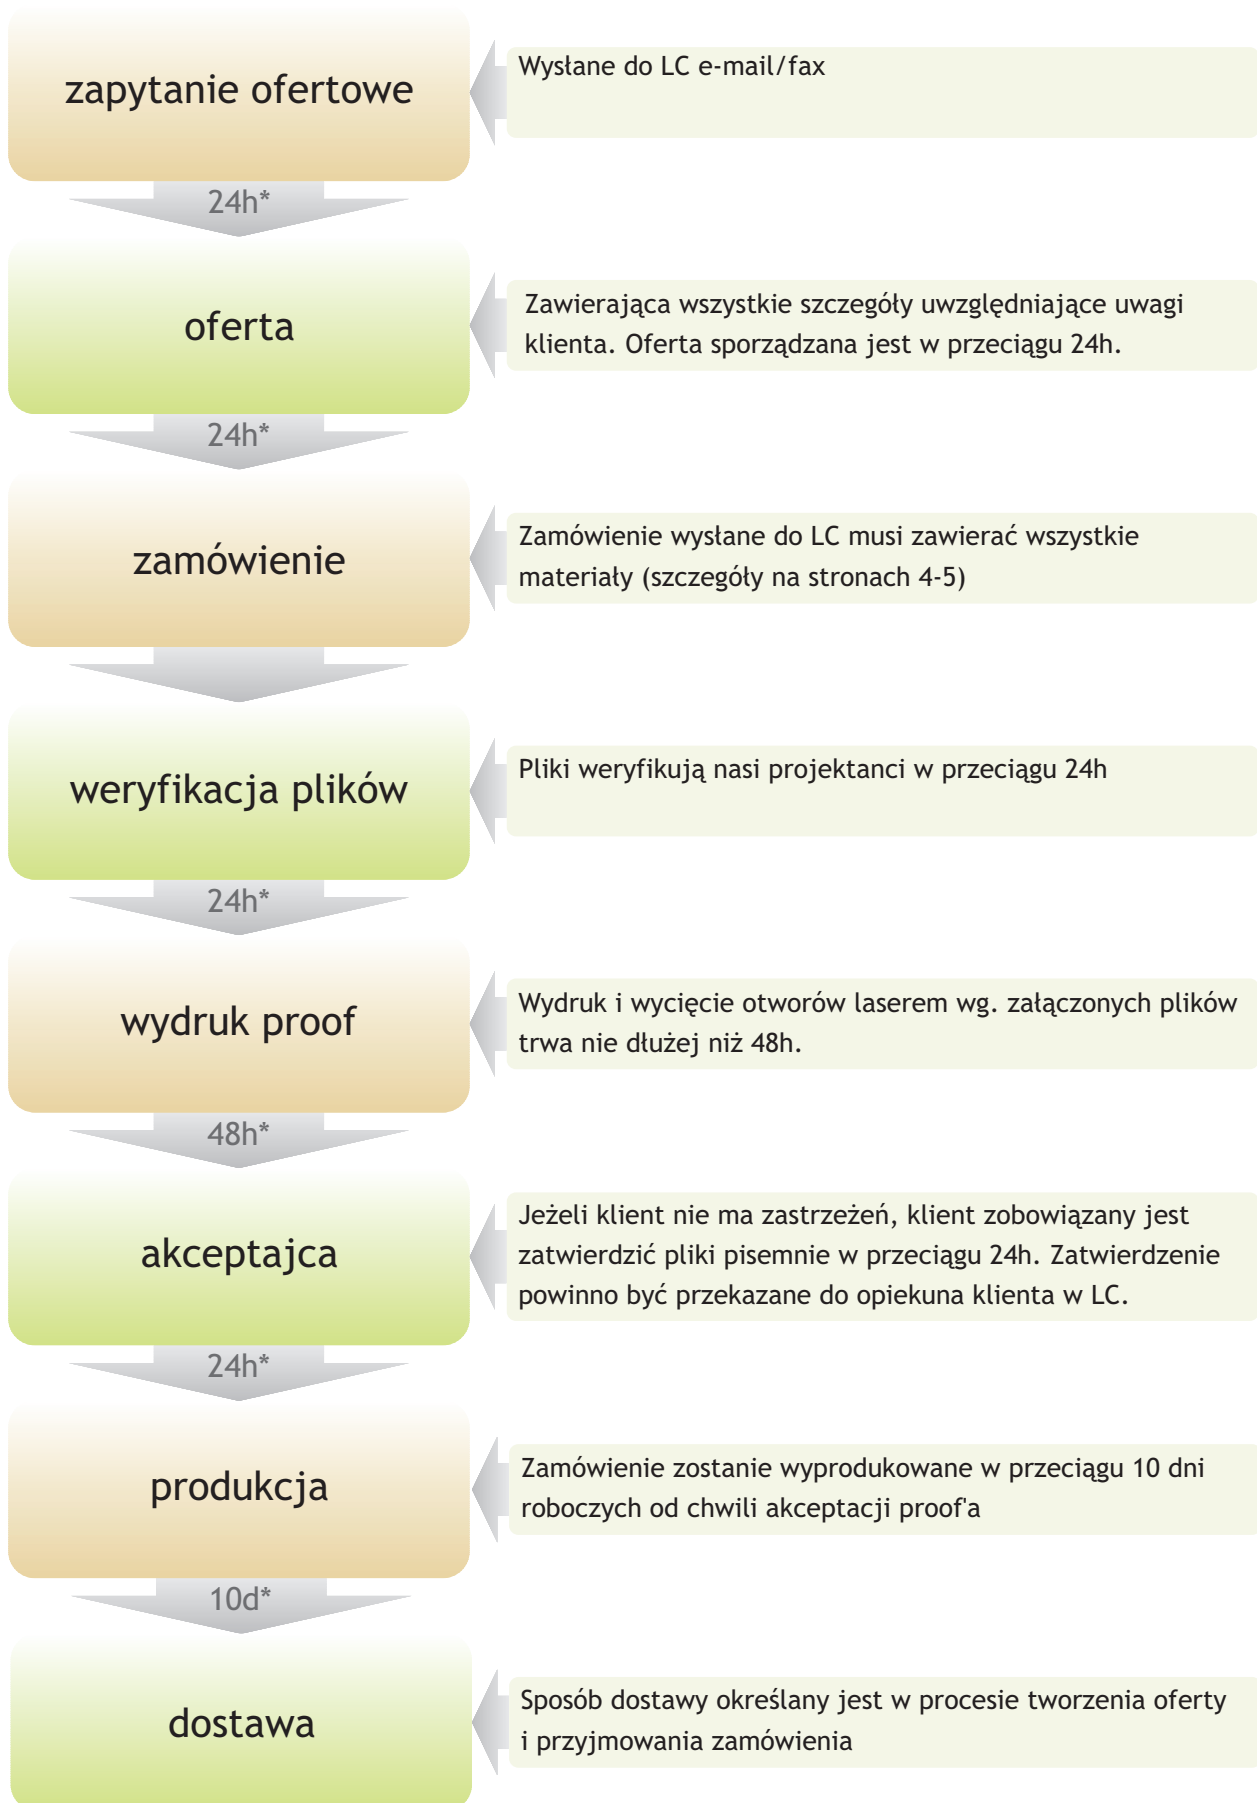 zapytanie ofertowe
Wysłane do LC e-mail/fax
24h*
oferta
Zawierająca wszystkie szczegóły uwzględniające uwagi
klienta. Oferta sporządzana jest w przeciągu 24h.
24h*
zamówienie
Zamówienie wysłane do LC musi zawierać wszystkie
materiały (szczegóły na stronach 4-5)
weryfikacja plików
Pliki weryfikują nasi projektanci w przeciągu 24h
24h*
wydruk proof
Wydruk i wycięcie otworów laserem wg. załączonych plików
trwa nie dłużej niż 48h.
48h*
akceptajca
Jeżeli klient nie ma zastrzeżeń, klient zobowiązany jest
zatwierdzić pliki pisemnie w przeciągu 24h. Zatwierdzenie
powinno być przekazane do opiekuna klienta w LC.
24h*
produkcja
Zamówienie zostanie wyprodukowane w przeciągu 10 dni
roboczych od chwili akceptacji proof'a
10d*
dostawa
Sposób dostawy określany jest w procesie tworzenia oferty
i przyjmowania zamówienia